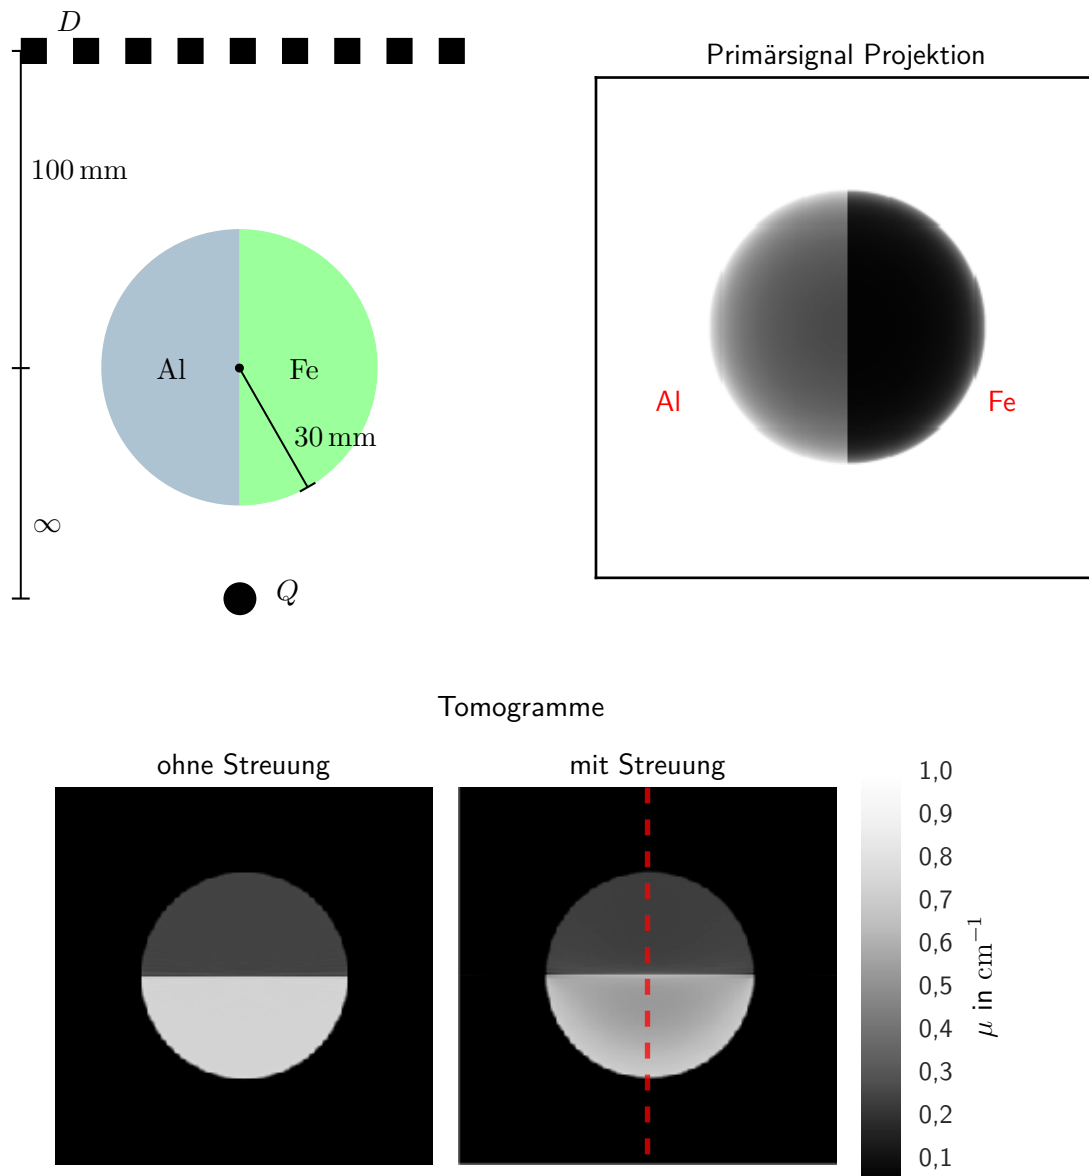 D
100 mm
Al
Fe
30 mm
∞
Q
Primärsignal Projektion
Al
Fe
Tomogramme
ohne Streuung
mit Streuung
1,0
0,9
0,8
0,7
0,6
0,5
0,4
0,3
0,2
0,1
μ in cm⁻¹